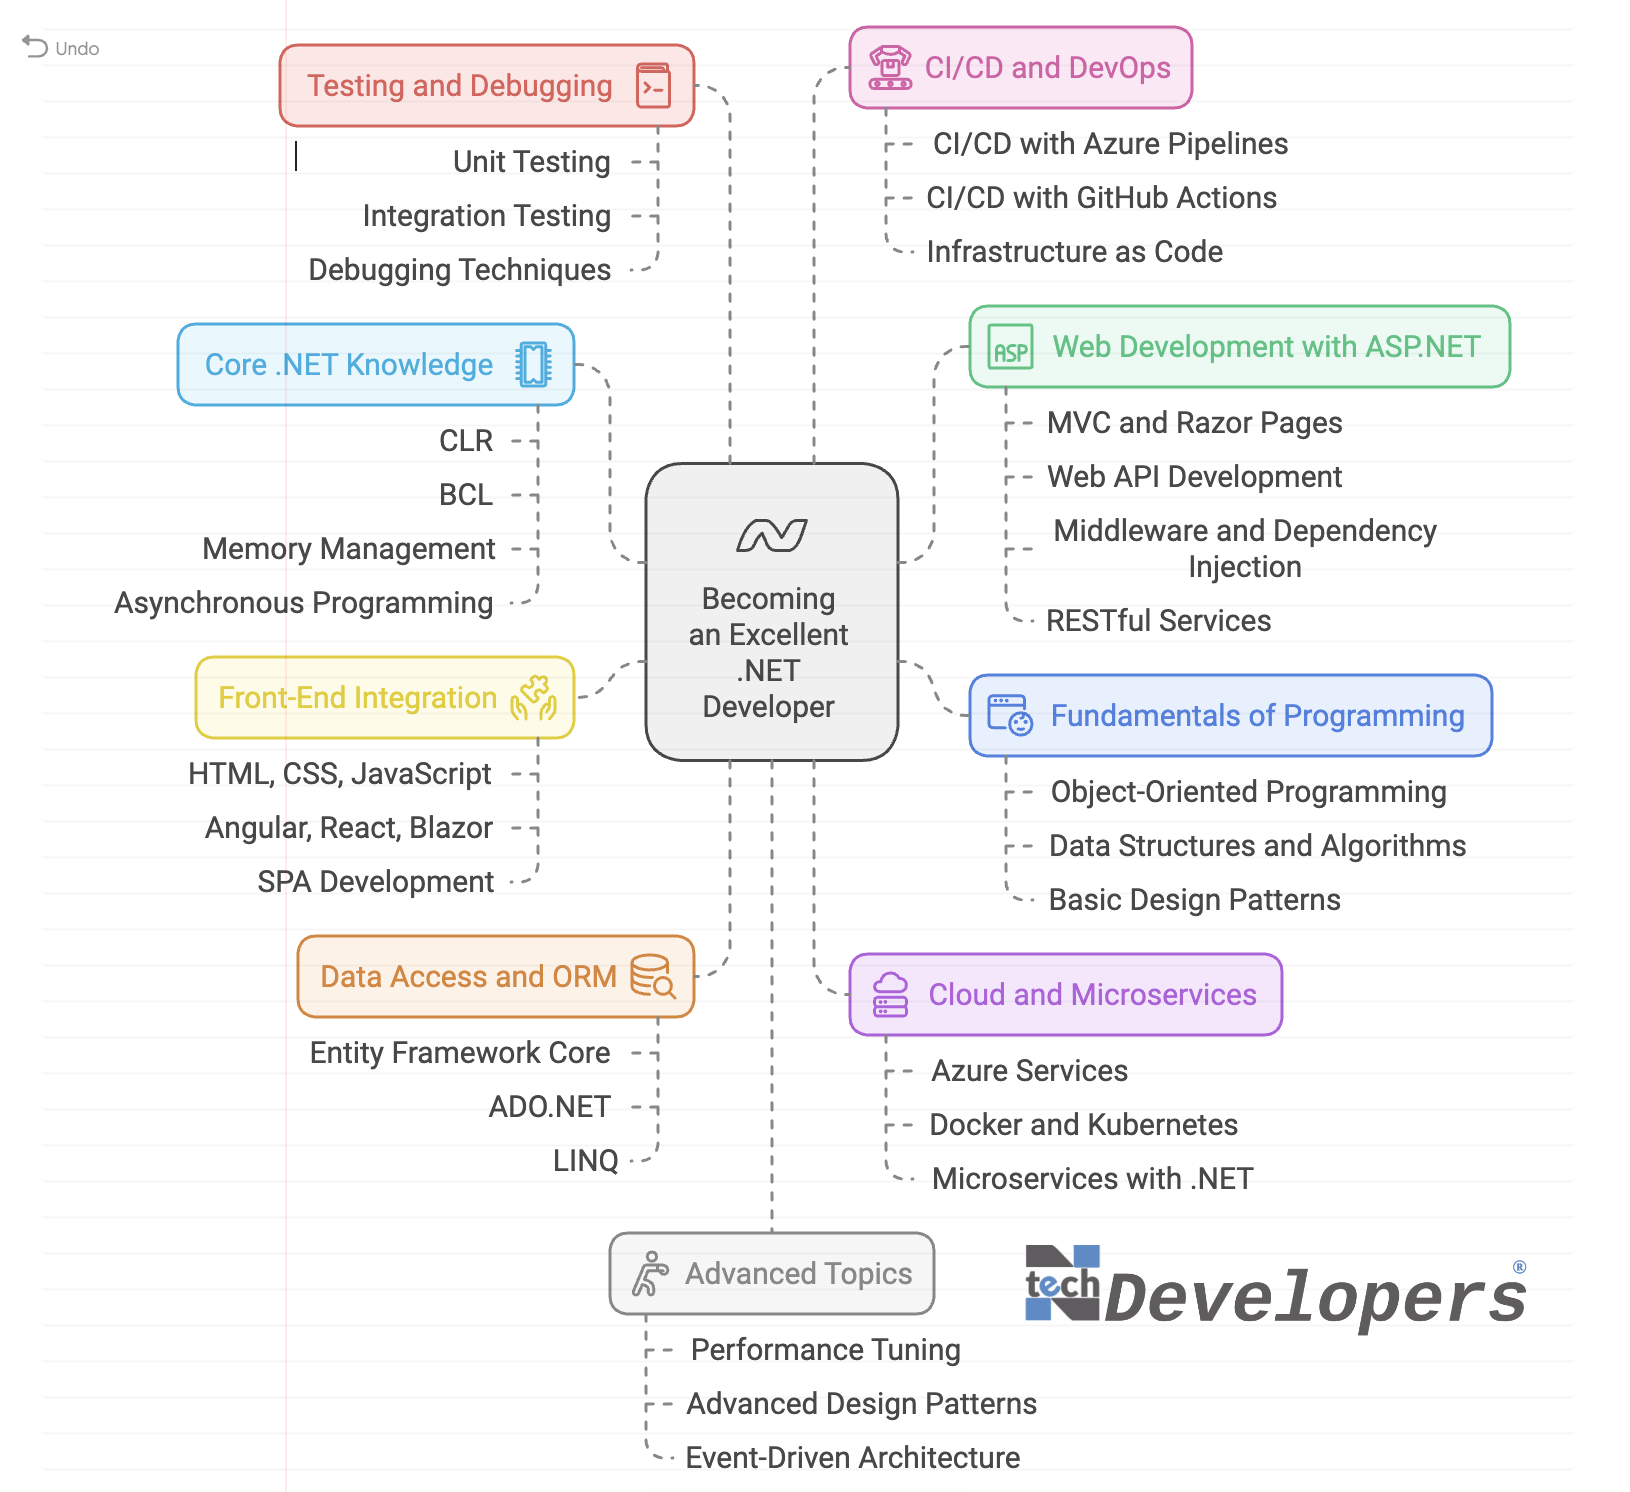 Undo
Testing and Debugging
Unit Testing
Integration Testing
Debugging Techniques
CI/CD and DevOps
CI/CD with Azure Pipelines
CI/CD with GitHub Actions
Infrastructure as Code
Core .NET Knowledge
CLR
BCL
Memory Management
Asynchronous Programming
Web Development with ASP.NET
ASP
MVC and Razor Pages
Web API Development
Middleware and Dependency
Injection
RESTful Services
Becoming
an Excellent
.NET
Developer
Front-End Integration
HTML, CSS, JavaScript
Angular, React, Blazor
SPA Development
Fundamentals of Programming
Object-Oriented Programming
Data Structures and Algorithms
Basic Design Patterns
Data Access and ORM
Entity Framework Core
ADO.NET
LINQ
Cloud and Microservices
Azure Services
Docker and Kubernetes
Microservices with .NET
Advanced Topics
Performance Tuning
Advanced Design Patterns
Event-Driven Architecture
tech Developers®